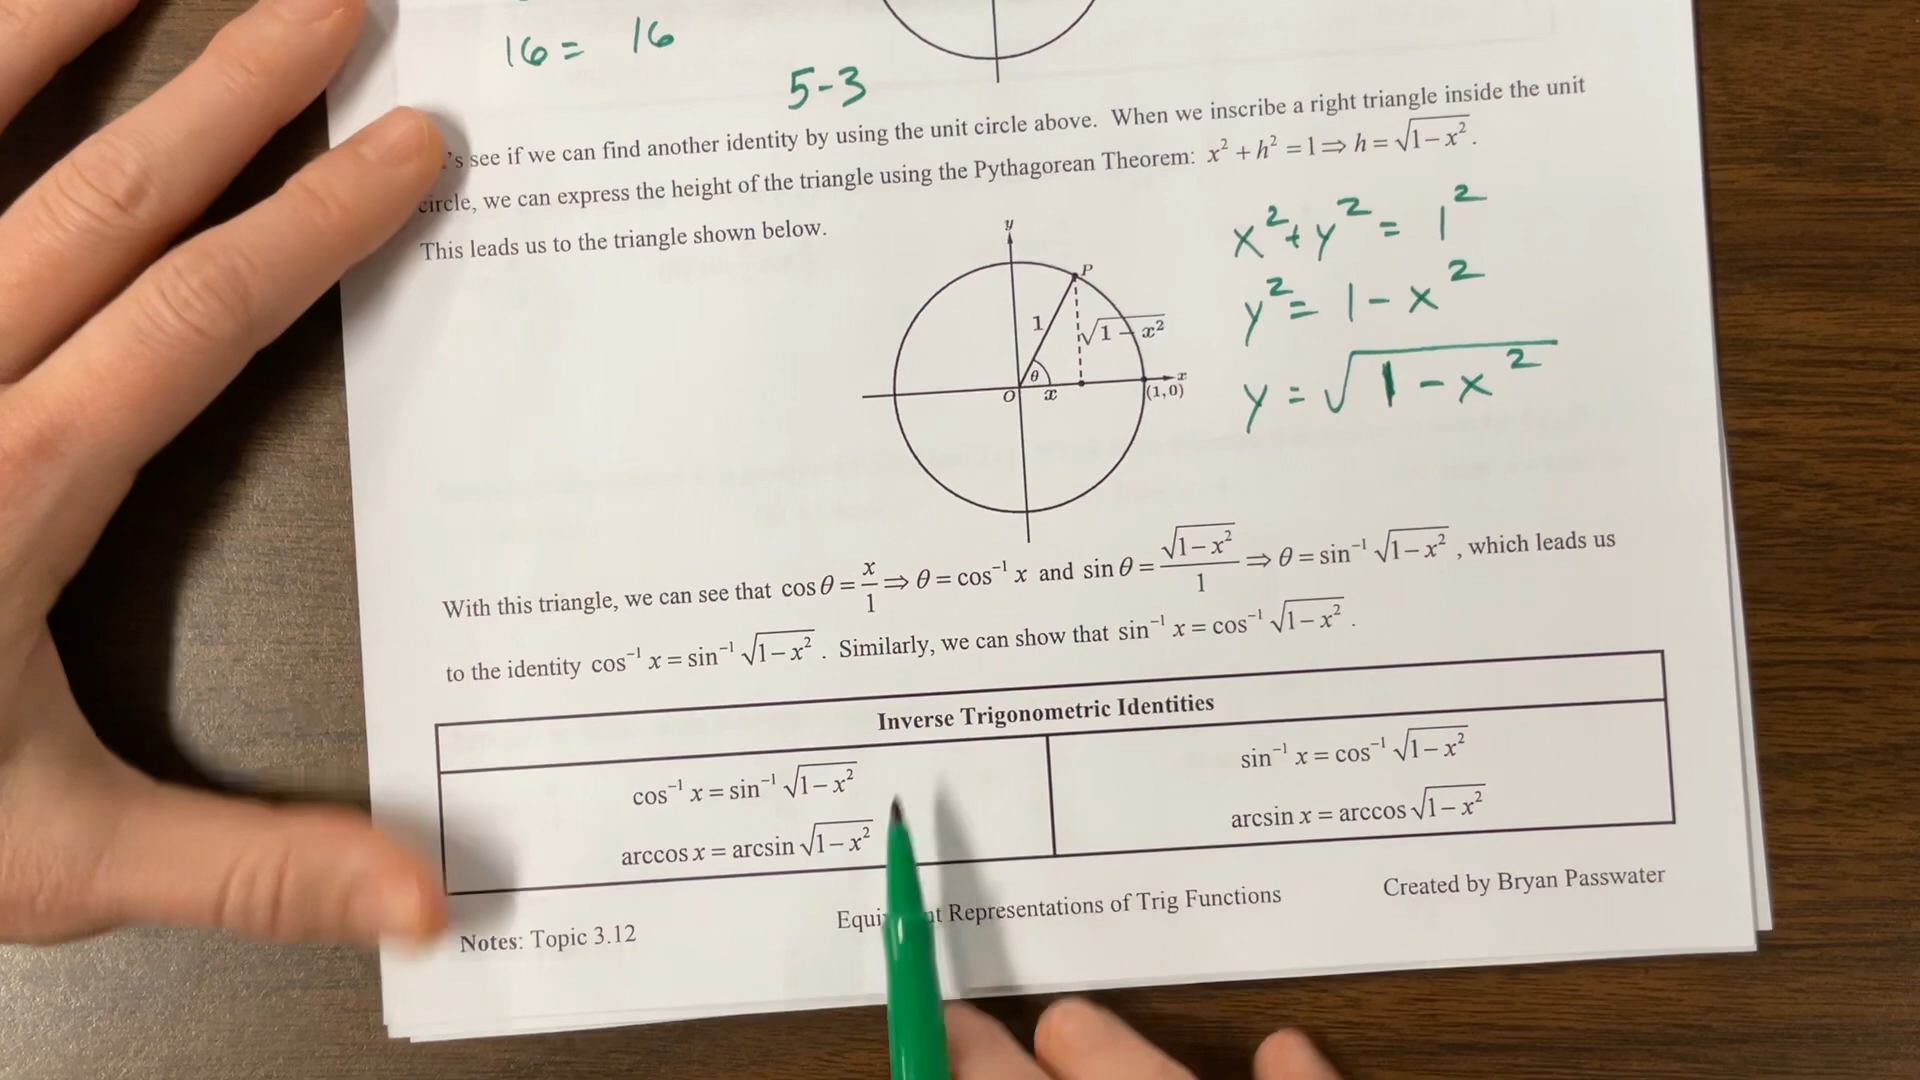 16 = 16
5-3
's see if we can find another identity by using the unit circle above. When we inscribe a right triangle inside the unit
circle, we can express the height of the triangle using the Pythagorean Theorem: x² + h² = 1 ⇒ h = √(1 − x²).
This leads us to the triangle shown below.
y
P
1
√(1 − x²)
θ
x
O
x
(1, 0)
x² + y² = 1²
y² = 1 − x²
y = √(1 − x²)
With this triangle, we can see that cos θ = x/1 ⇒ θ = cos⁻¹ x and sin θ = √(1 − x²)/1 ⇒ θ = sin⁻¹ √(1 − x²), which leads us
to the identity cos⁻¹ x = sin⁻¹ √(1 − x²). Similarly, we can show that sin⁻¹ x = cos⁻¹ √(1 − x²).
Inverse Trigonometric Identities
cos⁻¹ x = sin⁻¹ √(1 − x²)
arccos x = arcsin √(1 − x²)
sin⁻¹ x = cos⁻¹ √(1 − x²)
arcsin x = arccos √(1 − x²)
Notes: Topic 3.12
Representations of Trig Functions
Created by Bryan Passwater